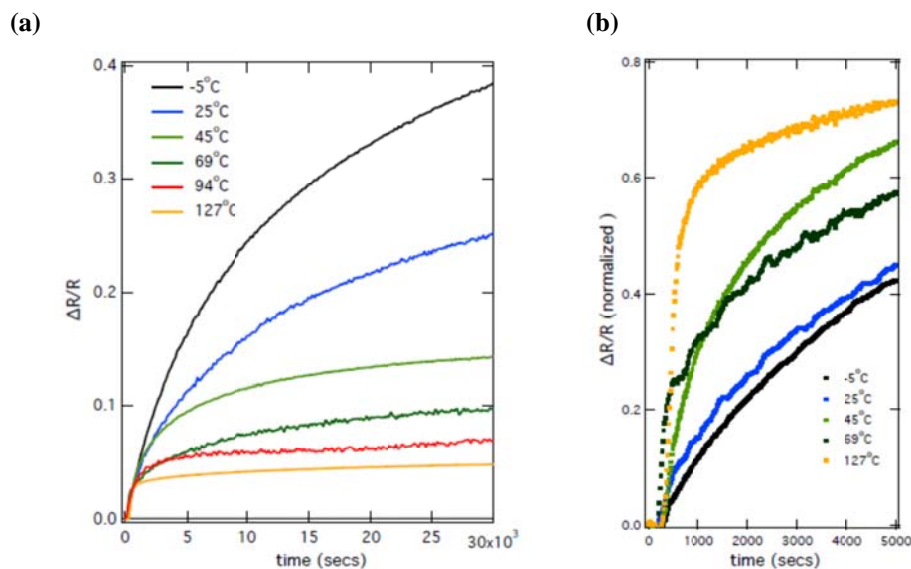 (a)
0.4
0.3
0.2
0.1
0.0
ΔR/R
-5°C
25°C
45°C
69°C
94°C
127°C
0
5
10
15
20
25
30x10³
time (secs)
(b)
0.8
0.6
0.4
0.2
0.0
ΔR/R ( normalized )
-5°C
25°C
45°C
69°C
127°C
0
1000
2000
3000
4000
5000
time (secs)